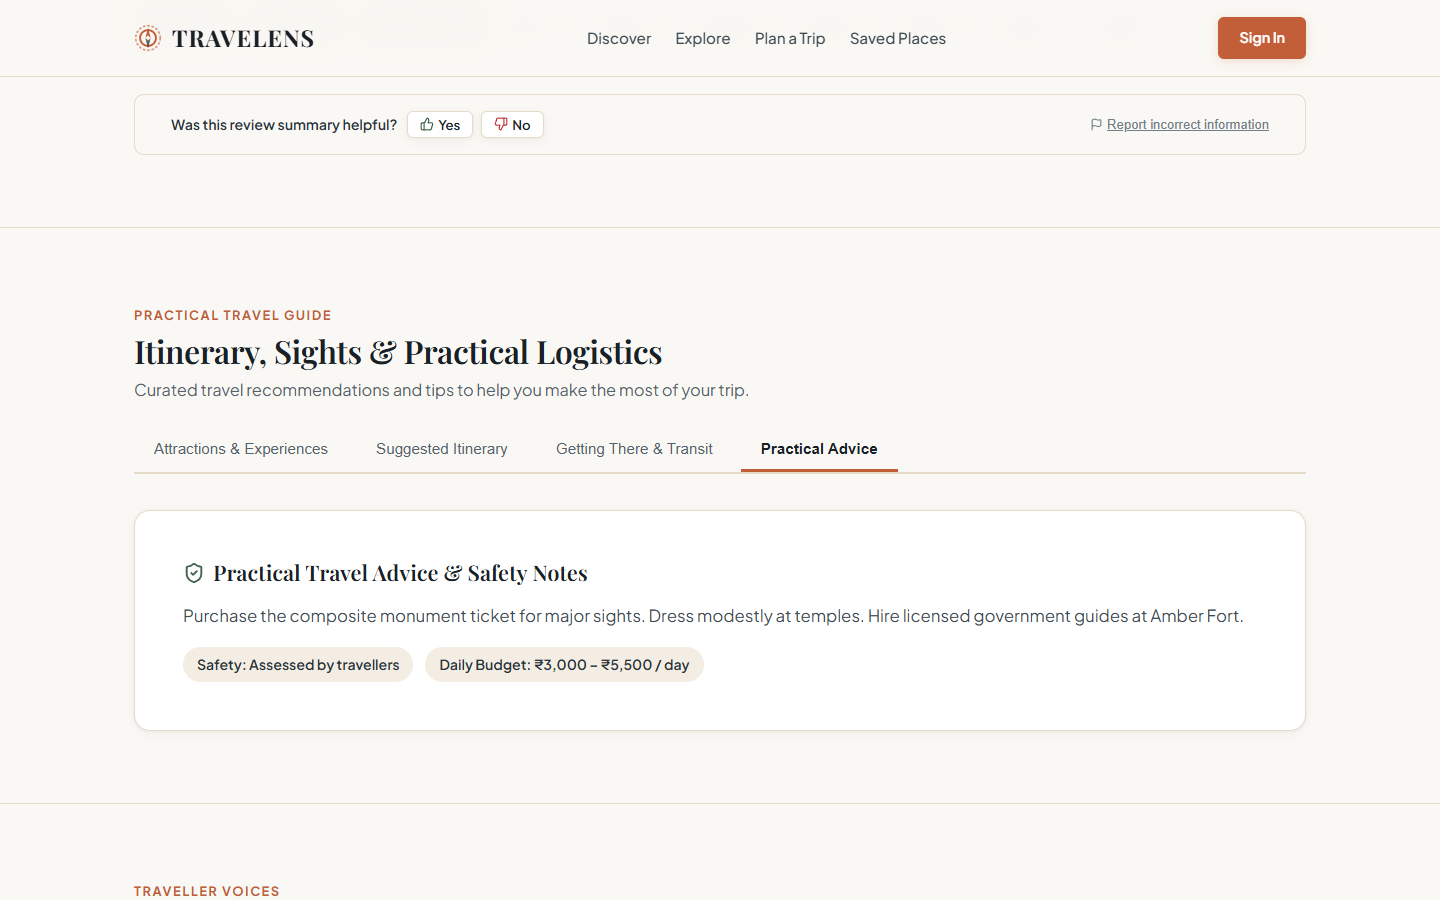 TRAVELENS
Discover
Explore
Plan a Trip
Saved Places
Sign In
Was this review summary helpful?
Yes
No
Report incorrect information
PRACTICAL TRAVEL GUIDE
Itinerary, Sights & Practical Logistics
Curated travel recommendations and tips to help you make the most of your trip.
Attractions & Experiences
Suggested Itinerary
Getting There & Transit
Practical Advice
Practical Travel Advice & Safety Notes
Purchase the composite monument ticket for major sights. Dress modestly at temples. Hire licensed government guides at Amber Fort.
Safety: Assessed by travellers
Daily Budget: ₹3,000 – ₹5,500 / day
TRAVELLER VOICES